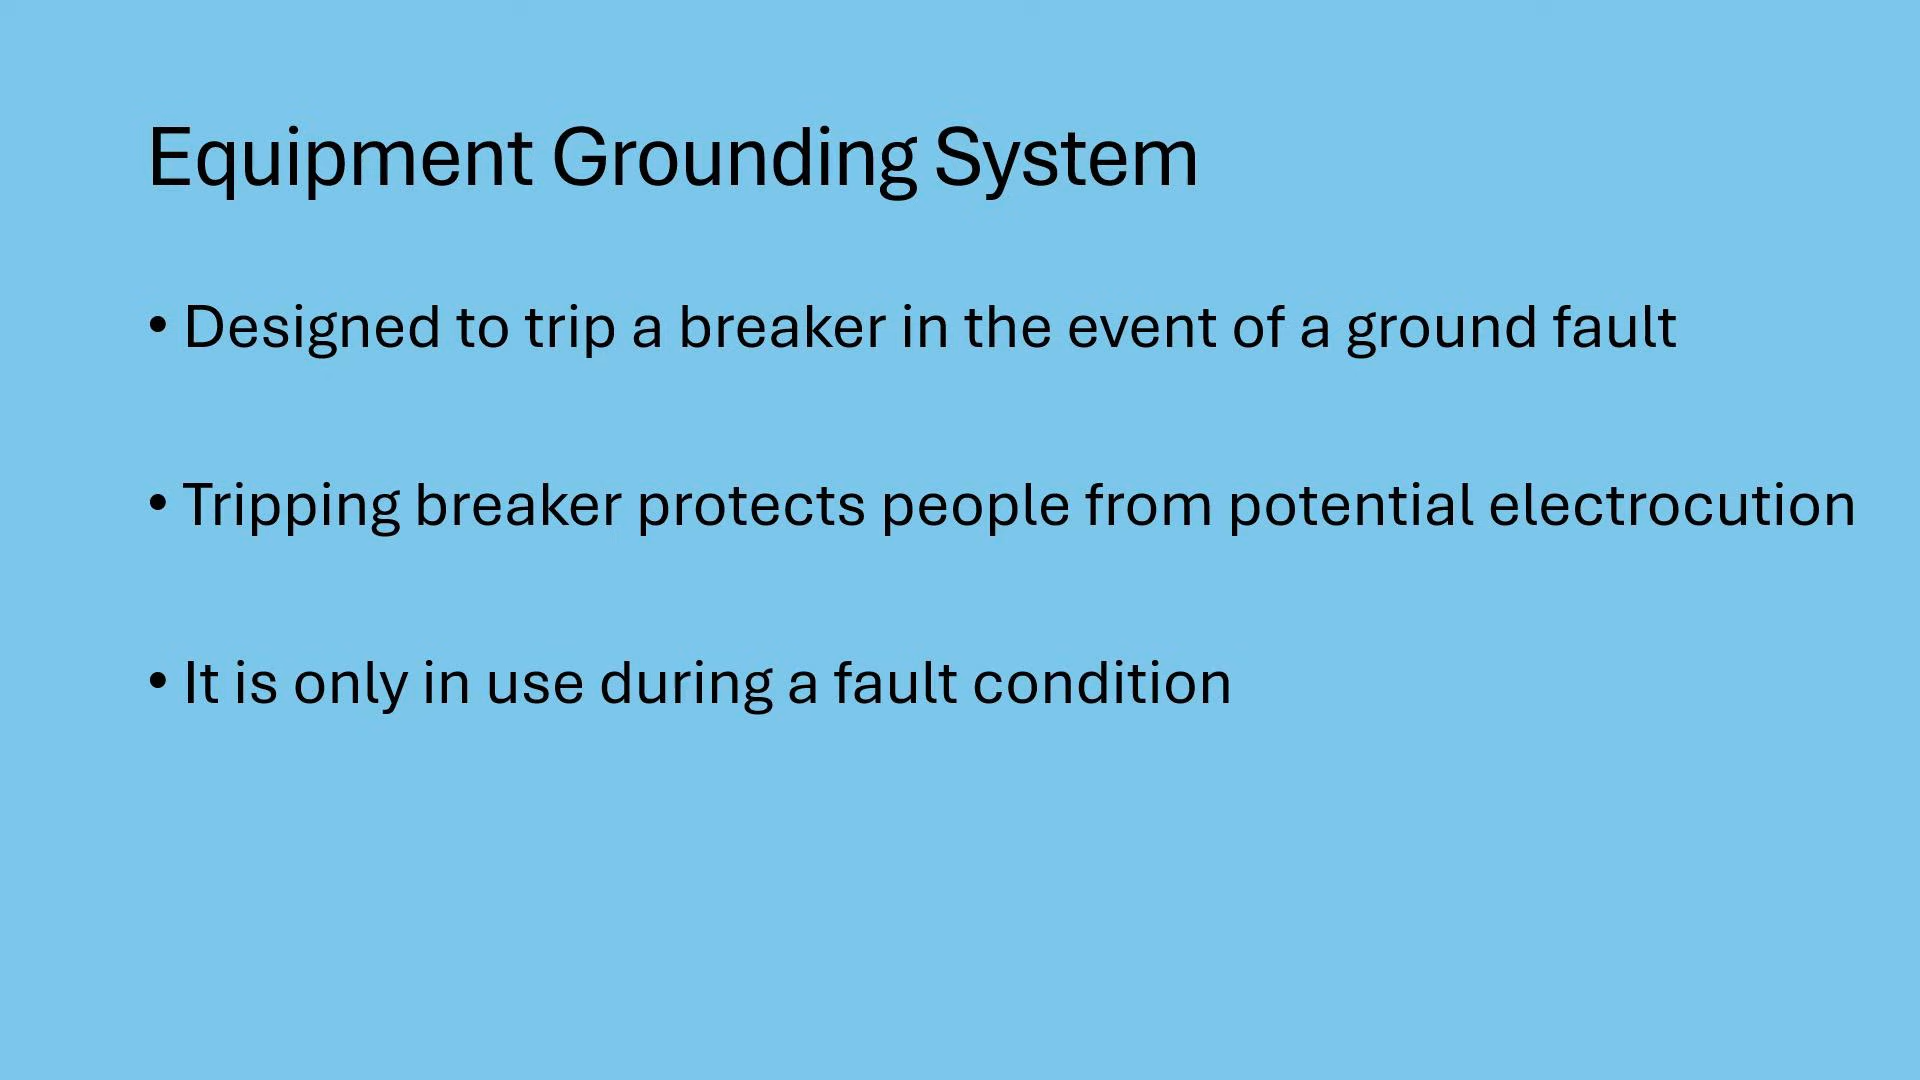 Equipment Grounding System
• Designed to trip a breaker in the event of a ground fault
• Tripping breaker protects people from potential electrocution
• It is only in use during a fault condition